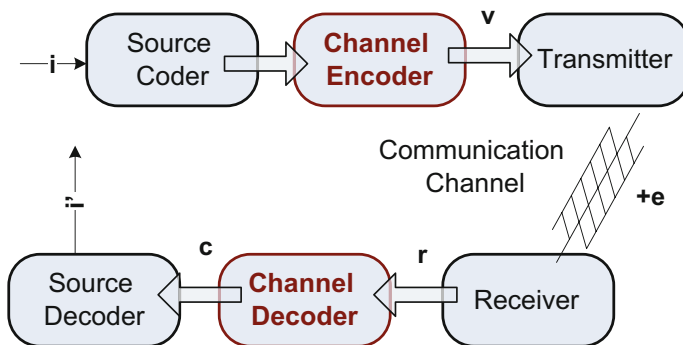 i
Source
Coder
Channel
Encoder
v
Transmitter
Communication
Channel
+e
i'
Source
Decoder
c
Channel
Decoder
r
Receiver